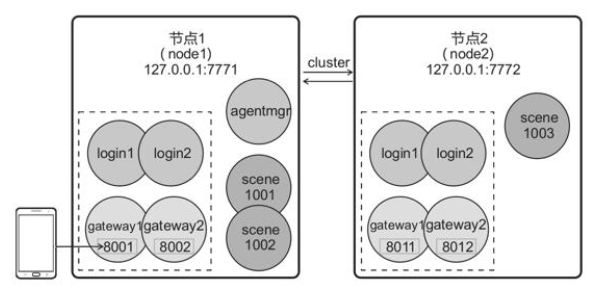 节点1
(node1)
127.0.0.1:7771
agentmgr
login1
login2
scene
1001
gateway1
gateway2
8001
8002
scene
1002
cluster
节点2
(node2)
127.0.0.1:7772
scene
1003
login1
login2
gateway1
gateway2
8011
8012